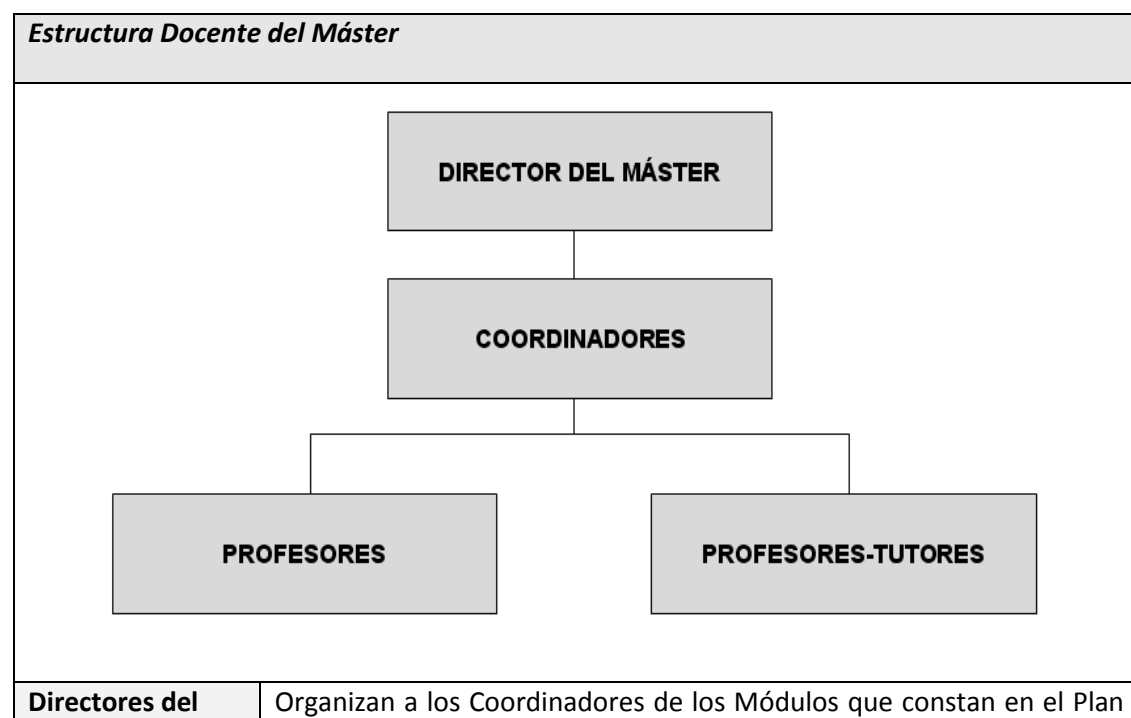 Estructura Docente del Máster
DIRECTOR DEL MÁSTER
COORDINADORES
PROFESORES
PROFESORES-TUTORES
Directores del
Organizan a los Coordinadores de los Módulos que constan en el Plan